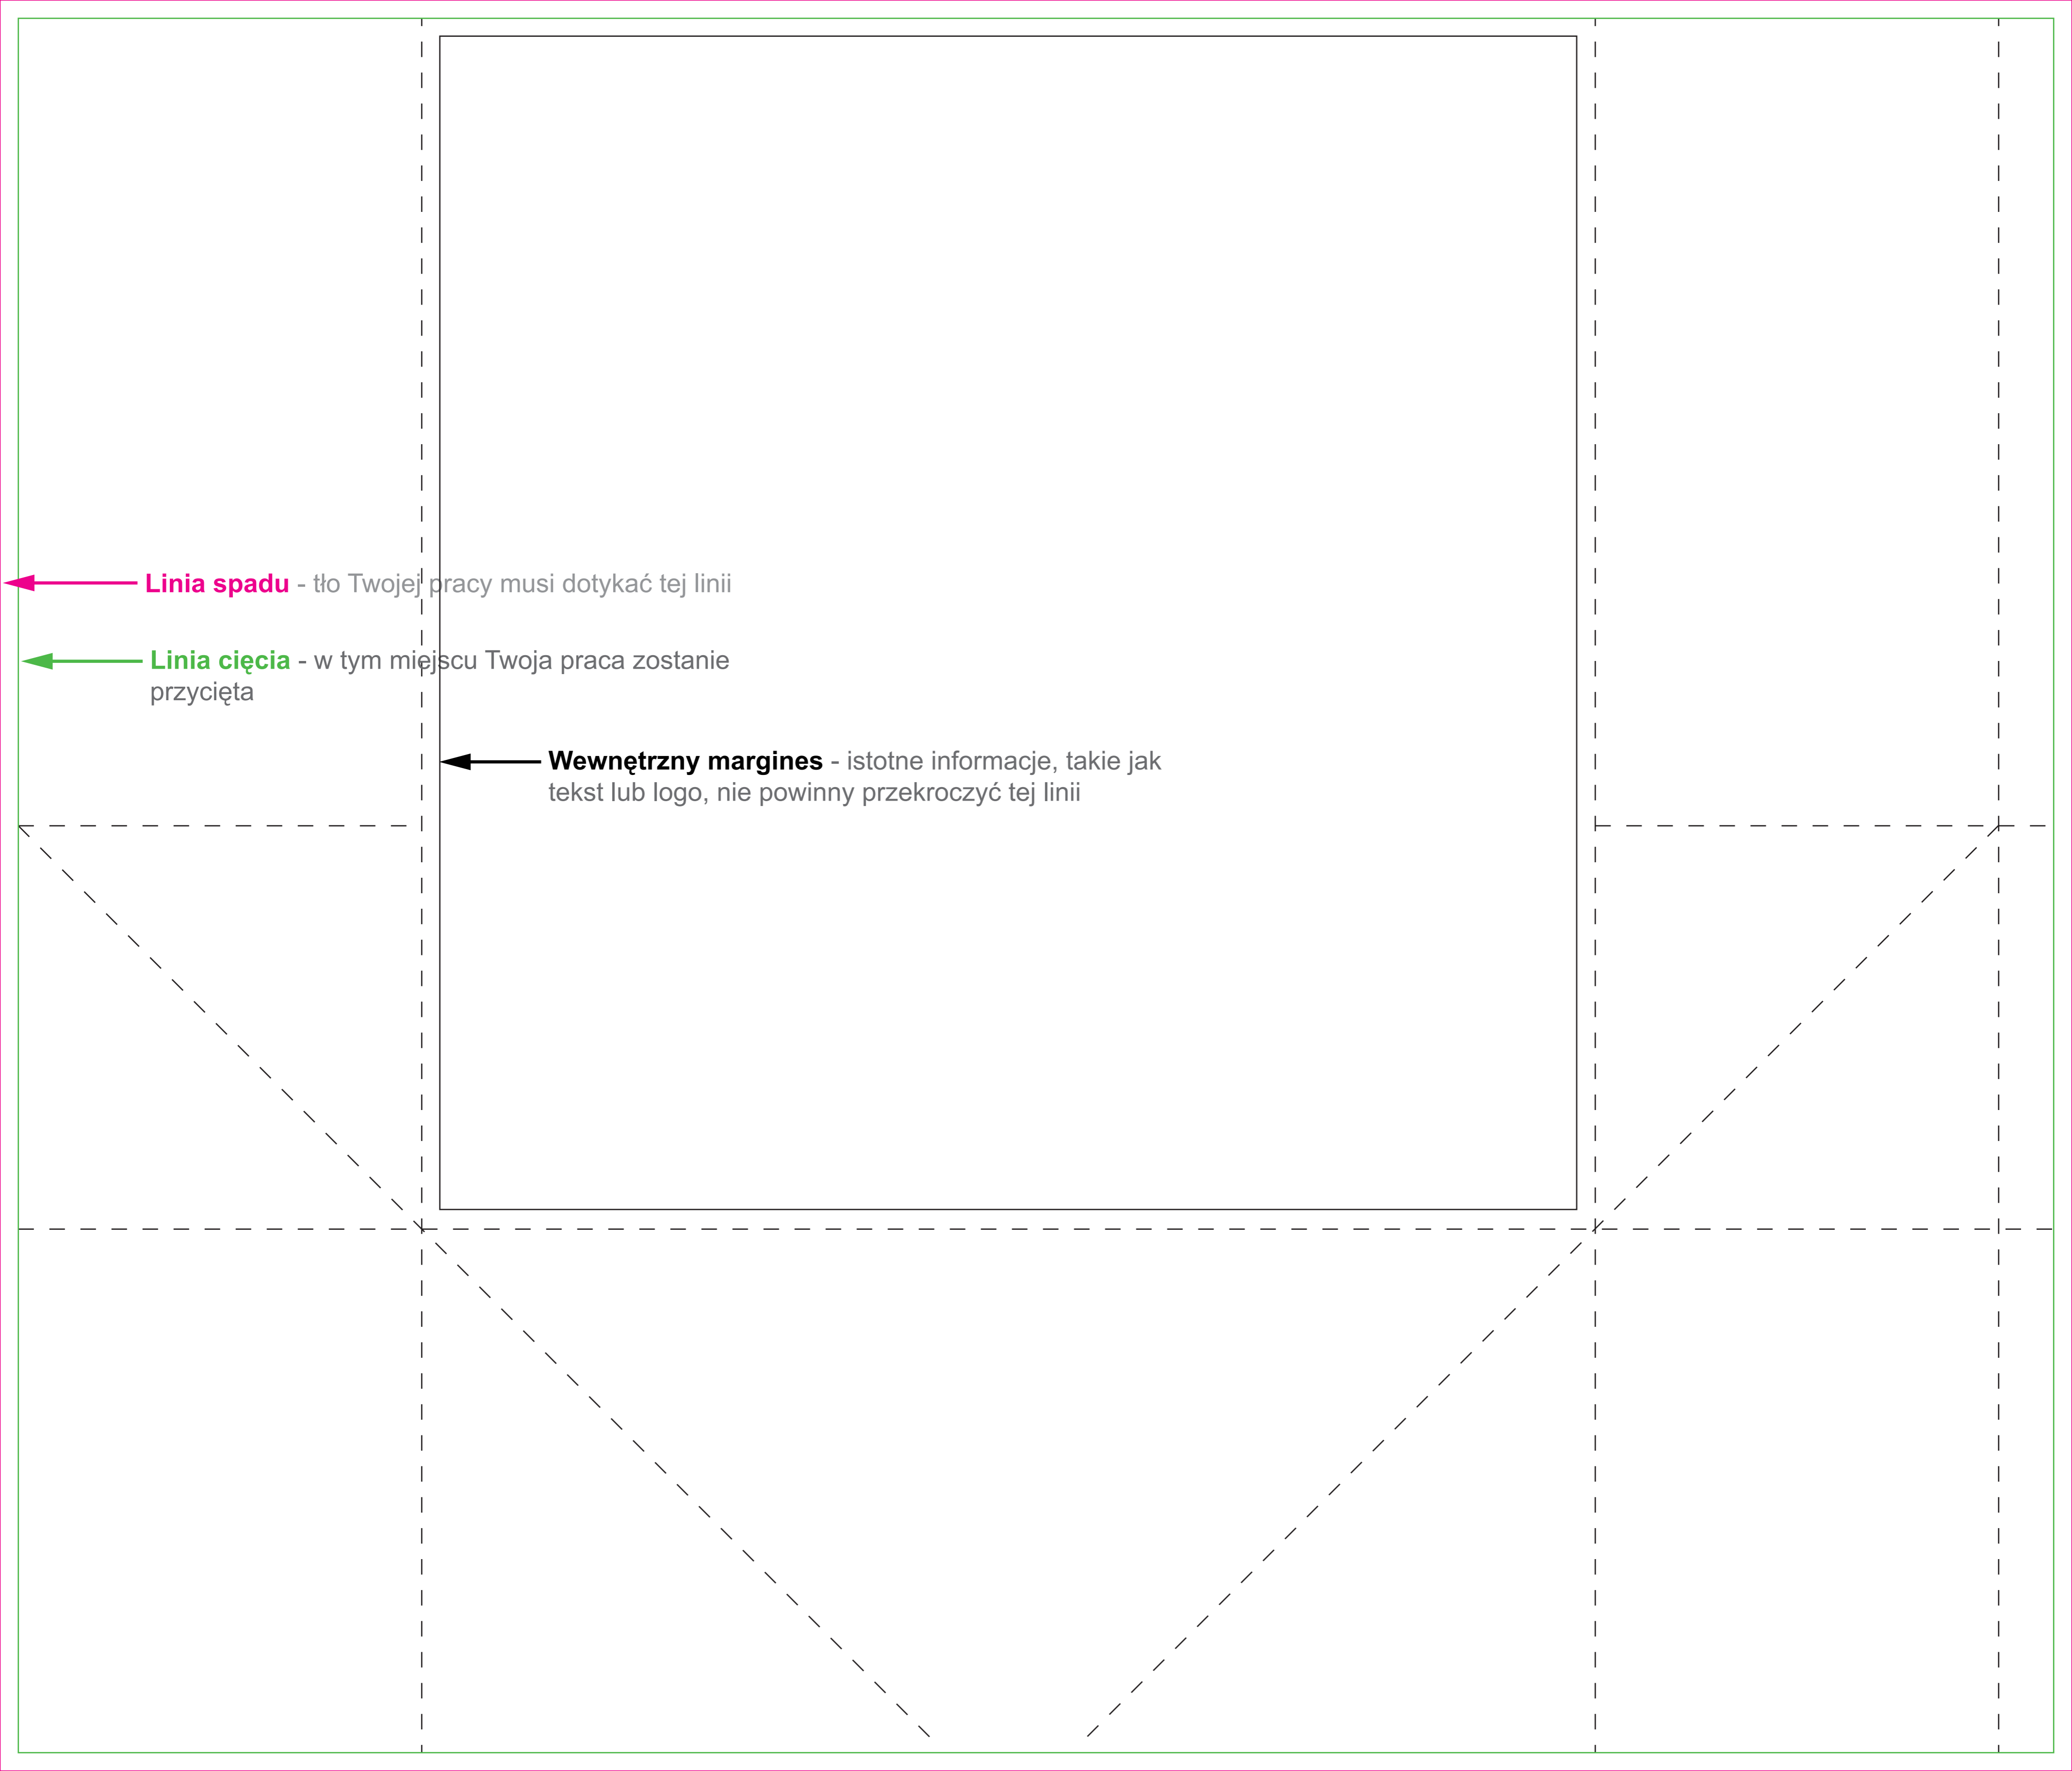 Linia spadu - tło Twojej pracy musi dotykać tej linii
Linia cięcia - w tym miejscu Twoja praca zostanie
przycięta
Wewnętrzny margines - istotne informacje, takie jak
tekst lub logo, nie powinny przekroczyć tej linii